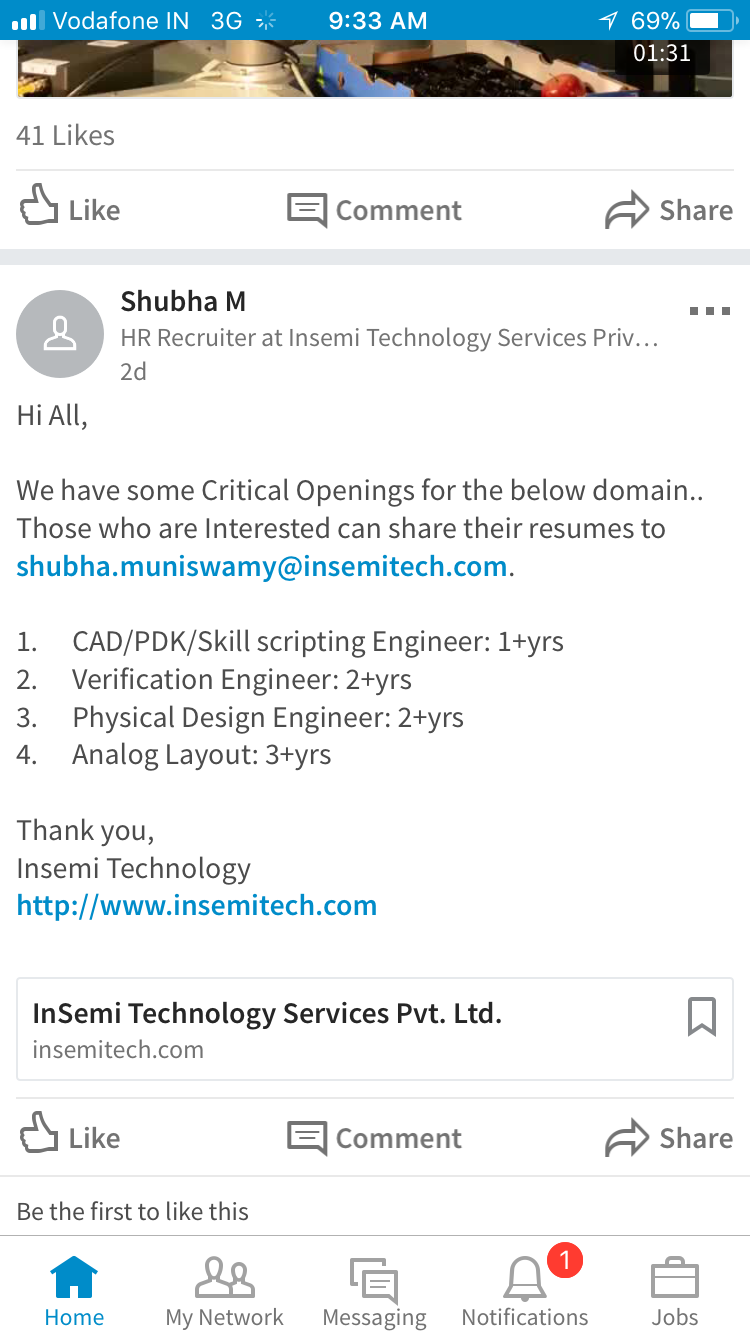 Vodafone IN 3G 9:33 AM 69%
01:31
41 Likes
Like Comment Share
Shubha M
HR Recruiter at Insemi Technology Services Priv...
2d
Hi All,
We have some Critical Openings for the below domain..
Those who are Interested can share their resumes to
shubha.muniswamy@insemitech.com.
1. CAD/PDK/Skill scripting Engineer: 1+yrs
2. Verification Engineer: 2+yrs
3. Physical Design Engineer: 2+yrs
4. Analog Layout: 3+yrs
Thank you,
Insemi Technology
http://www.insemitech.com
InSemi Technology Services Pvt. Ltd.
insemitech.com
Like Comment Share
Be the first to like this
1
Home My Network Messaging Notifications Jobs